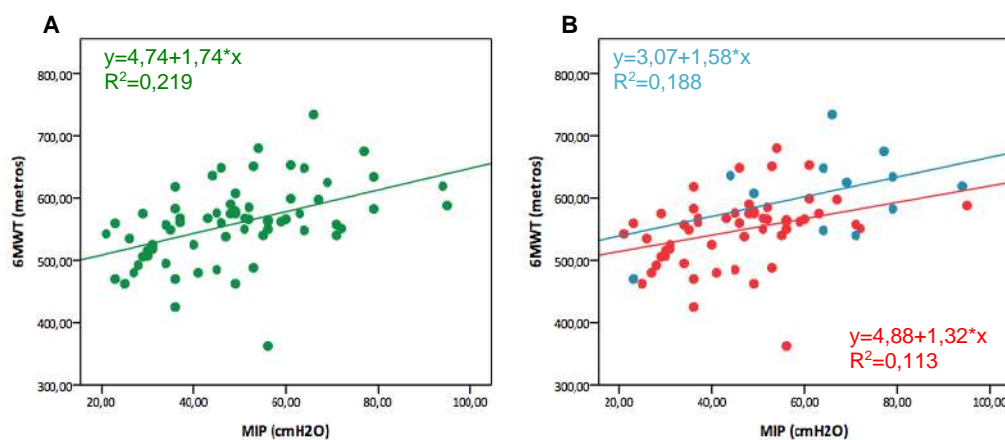 A
y=4,74+1,74*x
R²=0,219
800,00
700,00
600,00
500,00
400,00
300,00
6MWT (metros)
20,00 40,00 60,00 80,00 100,00
MIP (cmH2O)
B
y=3,07+1,58*x
R²=0,188
800,00
700,00
600,00
500,00
400,00
300,00
6MWT (metros)
y=4,88+1,32*x
R²=0,113
20,00 40,00 60,00 80,00 100,00
MIP (cmH2O)